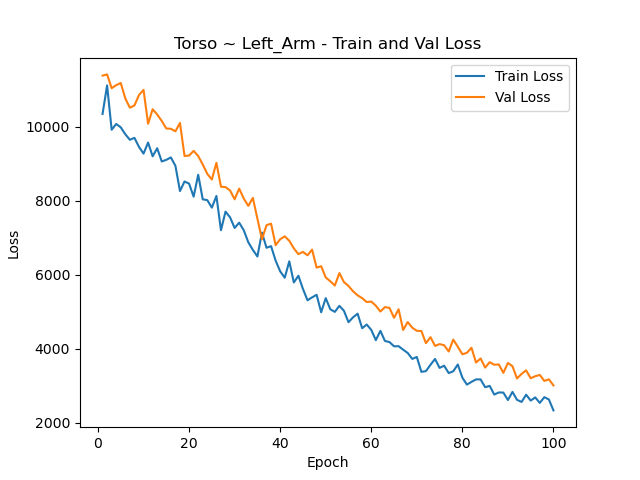 Torso ~ Left_Arm - Train and Val Loss
Train Loss
Val Loss
10000
8000
6000
4000
2000
Loss
0
20
40
60
80
100
Epoch